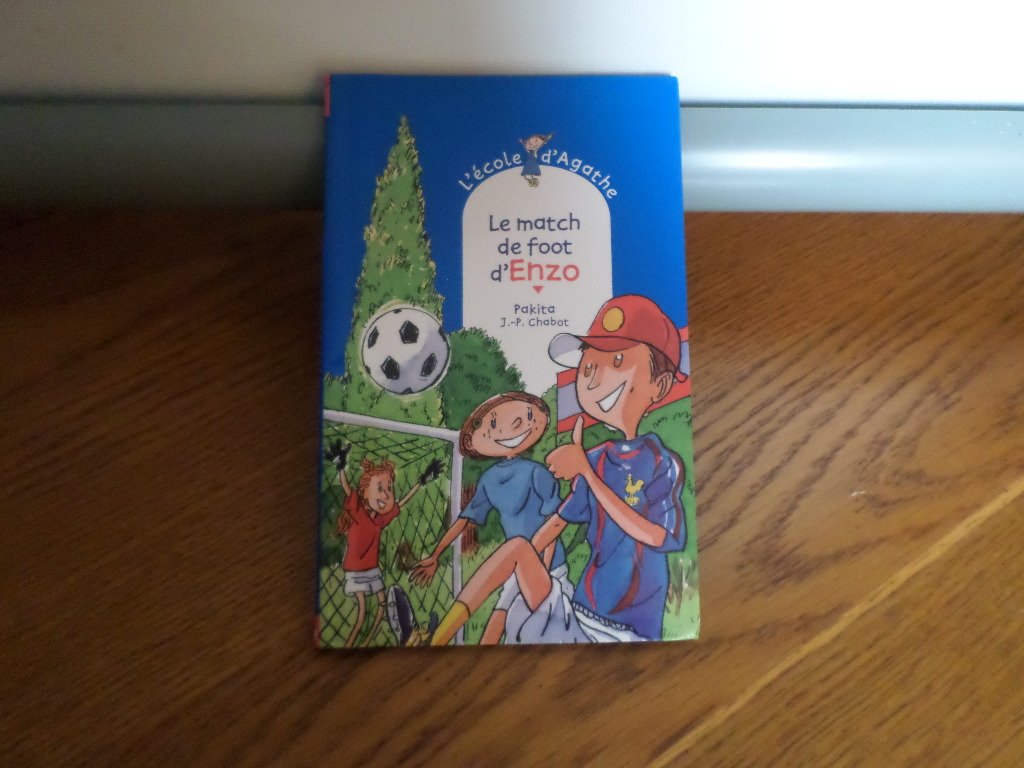 L'école d'Agathe
Le match
de foot
d'Enzo
Pakita
J.-P. Chabot